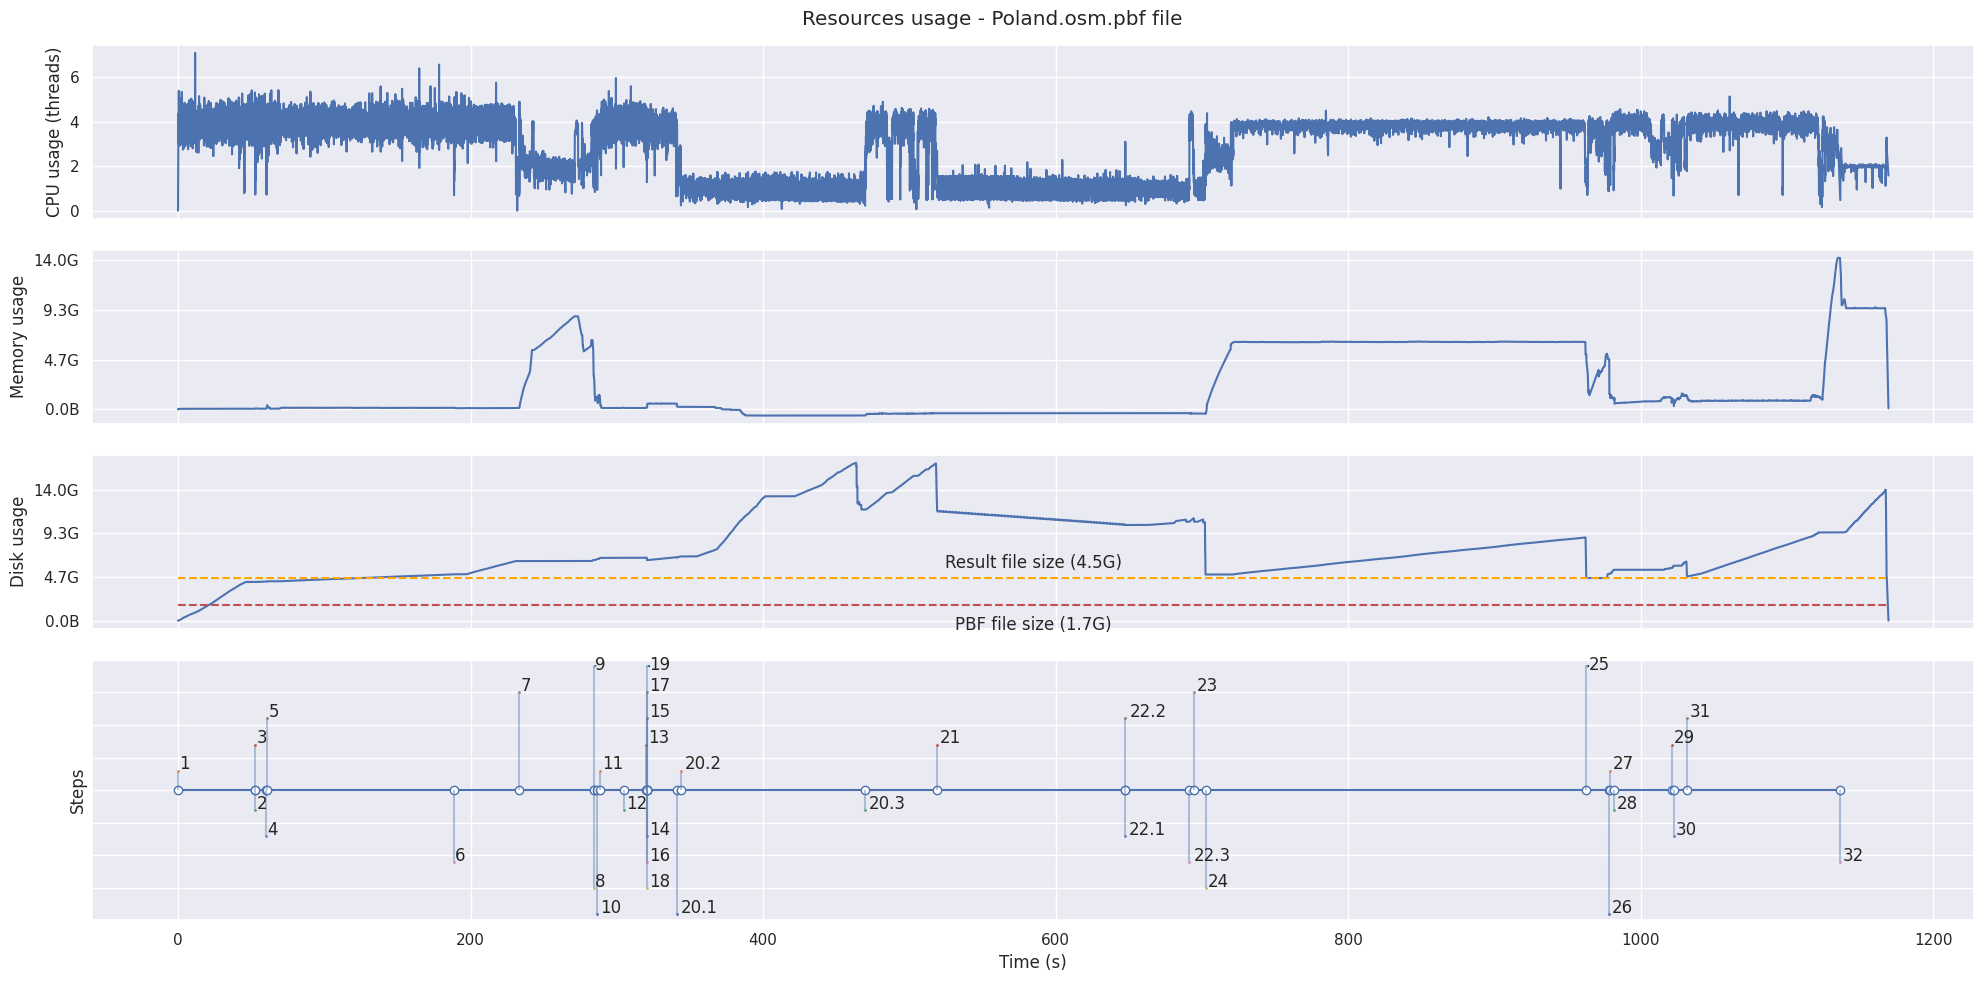 Resources usage - Poland.osm.pbf file
CPU usage (threads)
6
4
2
0
Memory usage
14.0G
9.3G
4.7G
0.0B
Disk usage
14.0G
9.3G
4.7G
0.0B
Result file size (4.5G)
PBF file size (1.7G)
Steps
1
2
3
4
5
6
7
8
9
10
11
12
13
14
15
16
17
18
19
20.1
20.2
20.3
21
22.1
22.2
22.3
23
24
25
26
27
28
29
30
31
32
0
200
400
600
800
1000
1200
Time (s)